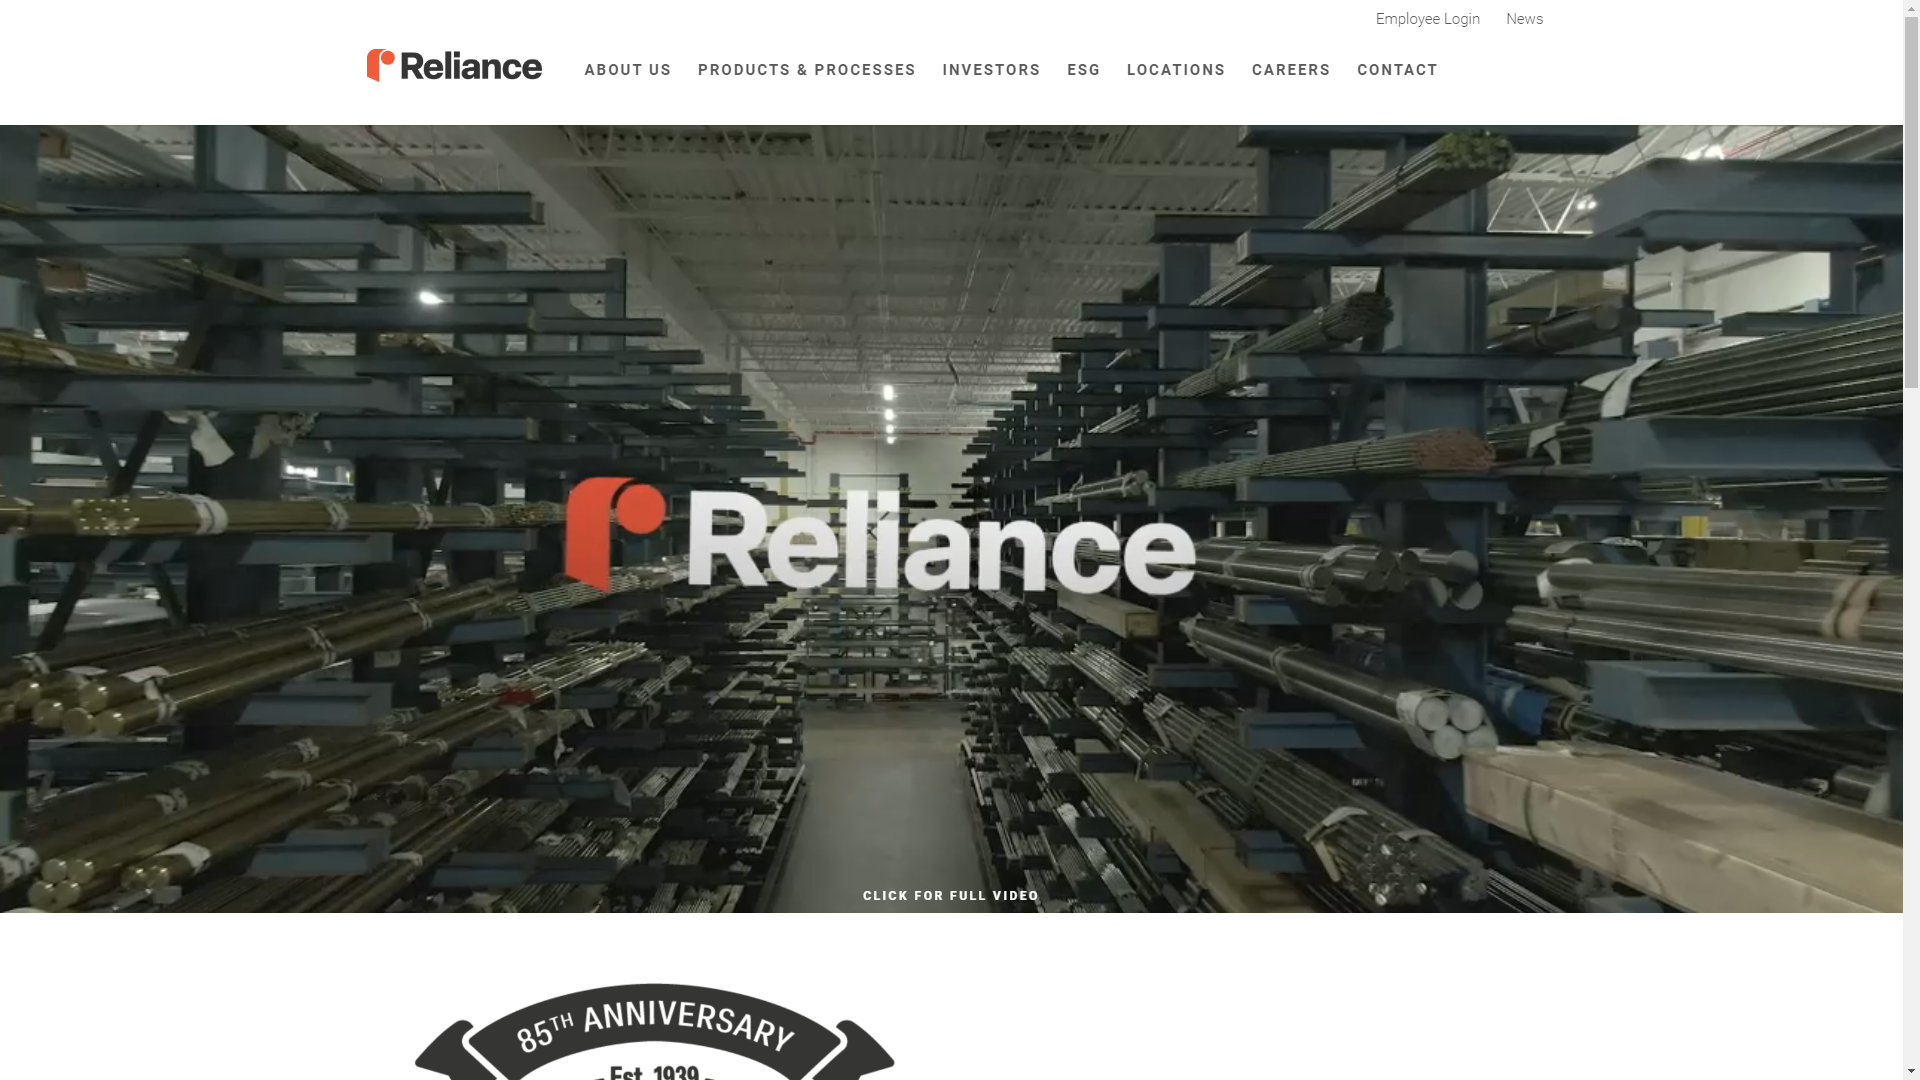 Employee Login News
Reliance ABOUT US PRODUCTS & PROCESSES INVESTORS ESG LOCATIONS CAREERS CONTACT
Reliance
CLICK FOR FULL VIDEO
85TH ANNIVERSARY
Est. 1939